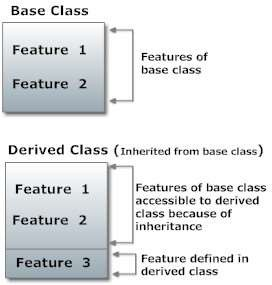 Base Class
Feature 1
Feature 2
Features of
base class
Derived Class (Inherited from base class)
Feature 1
Feature 2
Features of base class
accessible to derived
class because of
inheritance
Feature 3
Feature defined in
derived class